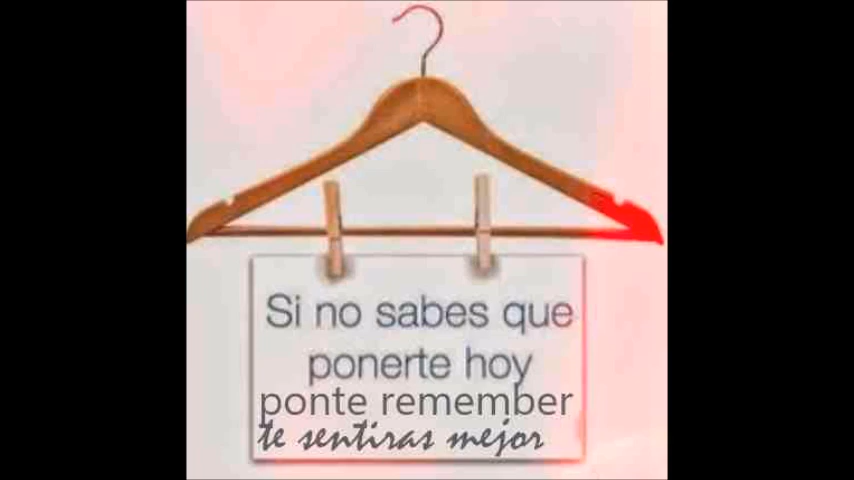 Si no sabes que
ponerte hoy
ponte remember
te sentiras mejor